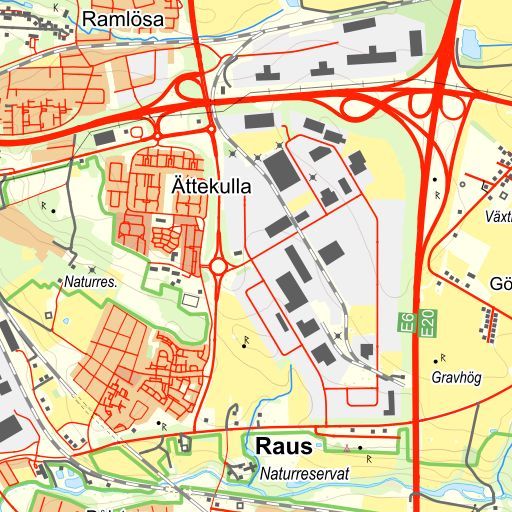 Ramlösa
Ättekulla
R
R
Växt
Naturres.
Gö
E6
E20
R
R
Gravhög
Raus
R
R
Naturreservat
R